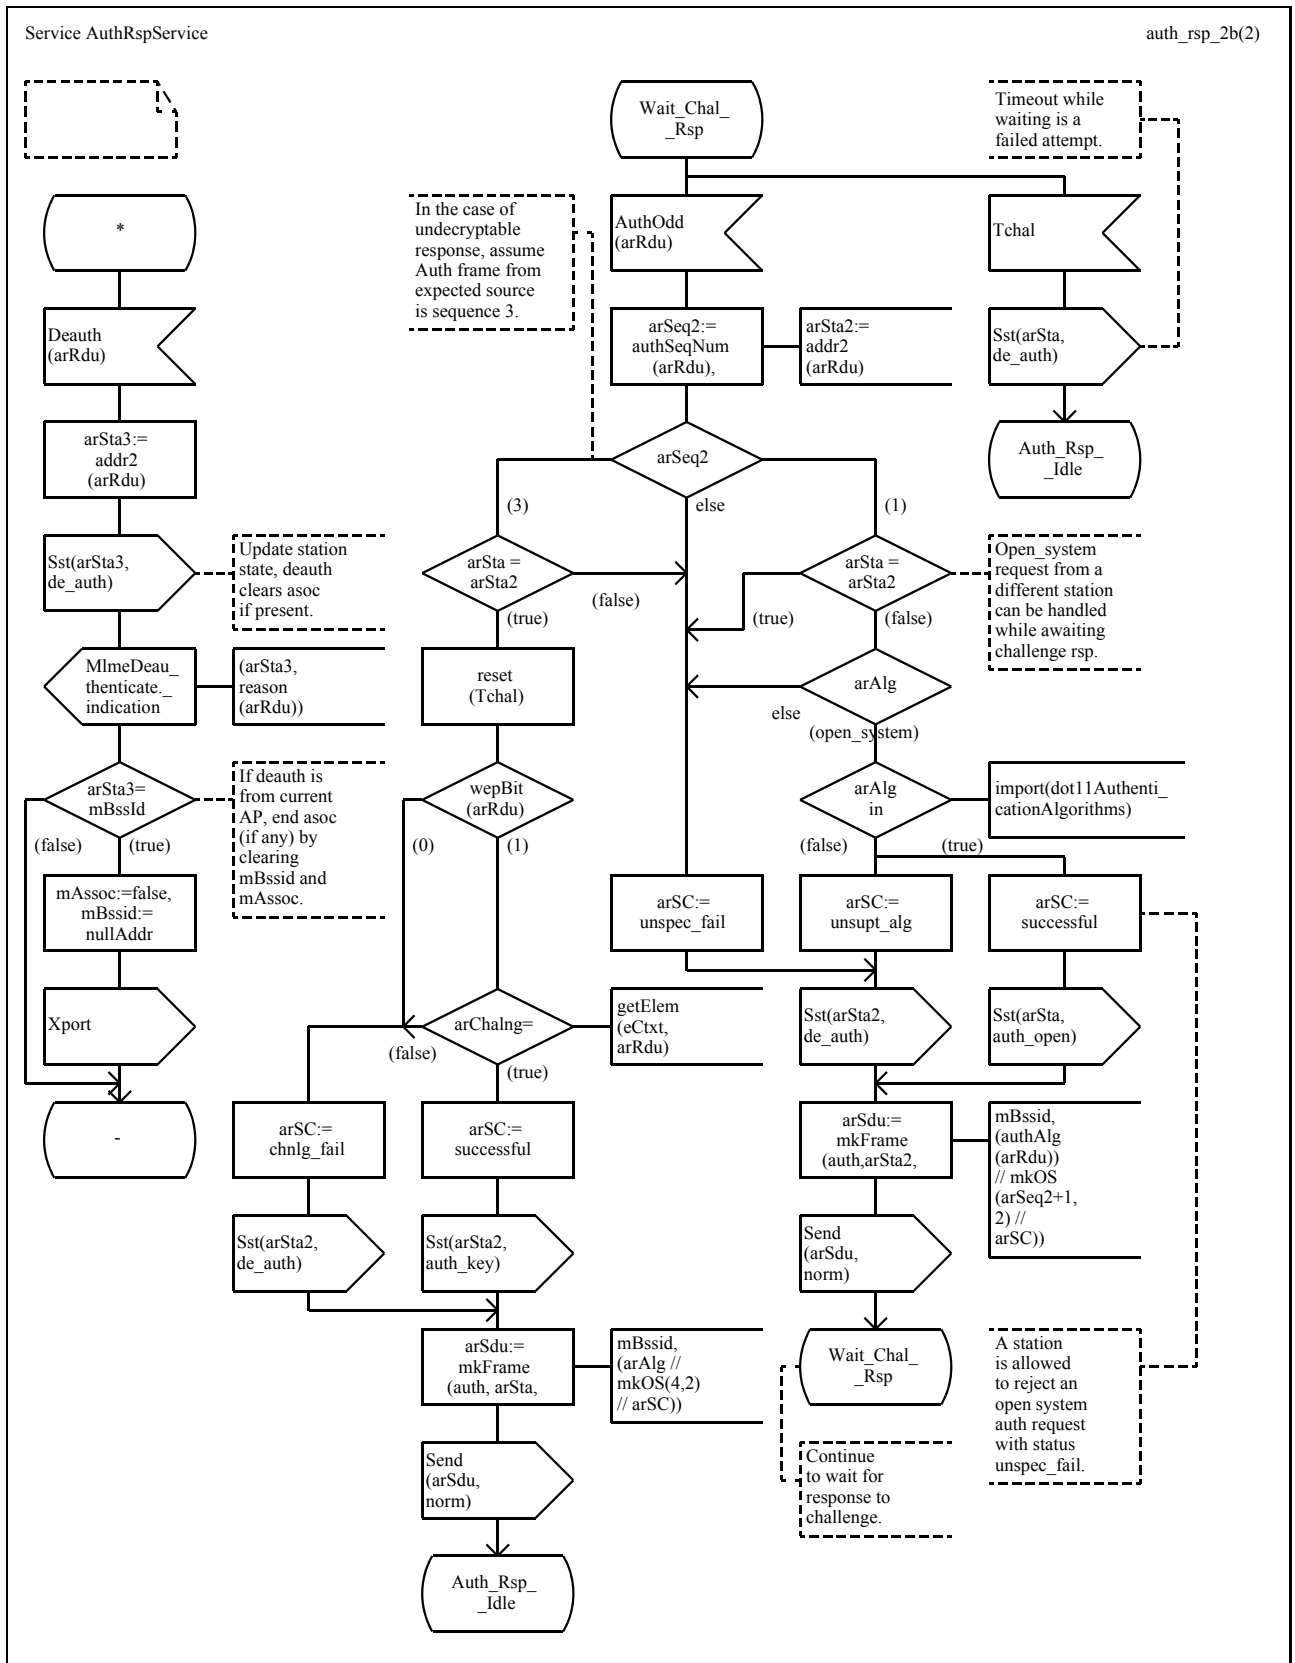 Service AuthRspService
auth_rsp_2b(2)
*
Deauth
(arRdu)
arSta3:=
addr2
(arRdu)
Sst(arSta3,
de_auth)
Update station
state, deauth
clears asoc
if present.
MlmeDeau_
thenticate._
indication
(arSta3,
reason
(arRdu))
arSta3=
mBssId
(false)
(true)
If deauth is
from current
AP, end asoc
(if any) by
clearing
mBssid and
mAssoc.
mAssoc:=false,
mBssid:=
nullAddr
Xport
-
Wait_Chal_
_Rsp
Timeout while
waiting is a
failed attempt.
In the case of
undecryptable
response, assume
Auth frame from
expected source
is sequence 3.
AuthOdd
(arRdu)
Tchal
arSeq2:=
authSeqNum
(arRdu),
arSta2:=
addr2
(arRdu)
Sst(arSta,
de_auth)
Auth_Rsp_
_Idle
arSeq2
(3)
else
(1)
arSta =
arSta2
(false)
(true)
arSta =
arSta2
(true)
(false)
Open_system
request from a
different station
can be handled
while awaiting
challenge rsp.
reset
(Tchal)
arAlg
else
(open_system)
wepBit
(arRdu)
(0)
(1)
arAlg
in
import(dot11Authenti_
cationAlgorithms)
(false)
(true)
arSC:=
unspec_fail
arSC:=
unsupt_alg
arSC:=
successful
arChalng=
(false)
(true)
getElem
(eCtxt,
arRdu)
Sst(arSta2,
de_auth)
Sst(arSta,
auth_open)
arSC:=
chnlg_fail
arSC:=
successful
arSdu:=
mkFrame
(auth,arSta2,
mBssid,
(authAlg
(arRdu))
// mkOS
(arSeq2+1,
2) //
arSC))
Sst(arSta2,
de_auth)
Sst(arSta2,
auth_key)
Send
(arSdu,
norm)
arSdu:=
mkFrame
(auth, arSta,
mBssid,
(arAlg //
mkOS(4,2)
// arSC))
Wait_Chal_
_Rsp
A station
is allowed
to reject an
open system
auth request
with status
unspec_fail.
Send
(arSdu,
norm)
Continue
to wait for
response to
challenge.
Auth_Rsp_
_Idle